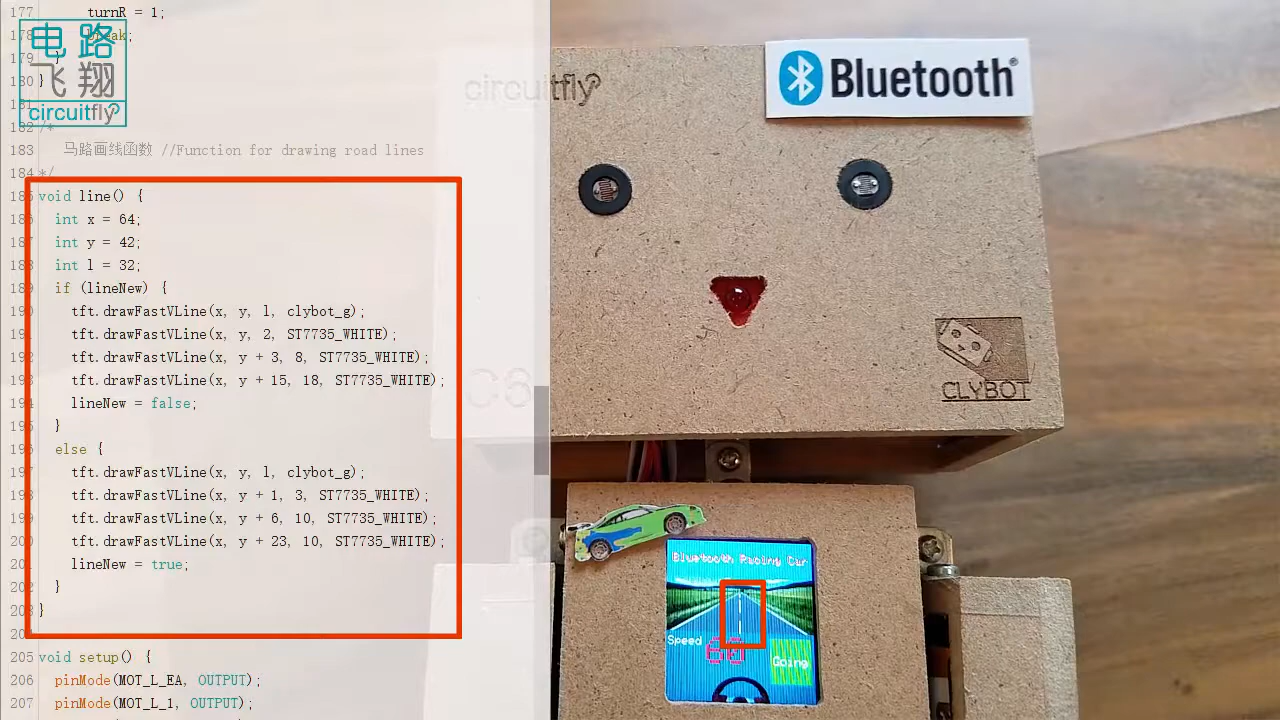 177 turnR = 1;
178 break;
179 }
180 }
181
182 /*
183 马路画线函数 //Function for drawing road lines
184 */
185 void line() {
186 int x = 64;
187 int y = 42;
188 int l = 32;
189 if (lineNew) {
190 tft.drawFastVLine(x, y, l, clybot_g);
191 tft.drawFastVLine(x, y, 2, ST7735_WHITE);
192 tft.drawFastVLine(x, y + 3, 8, ST7735_WHITE);
193 tft.drawFastVLine(x, y + 15, 18, ST7735_WHITE);
194 lineNew = false;
195 }
196 else {
197 tft.drawFastVLine(x, y, l, clybot_g);
198 tft.drawFastVLine(x, y + 1, 3, ST7735_WHITE);
199 tft.drawFastVLine(x, y + 6, 10, ST7735_WHITE);
200 tft.drawFastVLine(x, y + 23, 10, ST7735_WHITE);
201 lineNew = true;
202 }
203 }
204
205 void setup() {
206 pinMode(MOT_L_EA, OUTPUT);
207 pinMode(MOT_L_1, OUTPUT);
电路
飞翔
circuitfly
circuitfly
Bluetooth®
C6
CLYBOT
Bluetooth Racing Car
Speed
60
Going